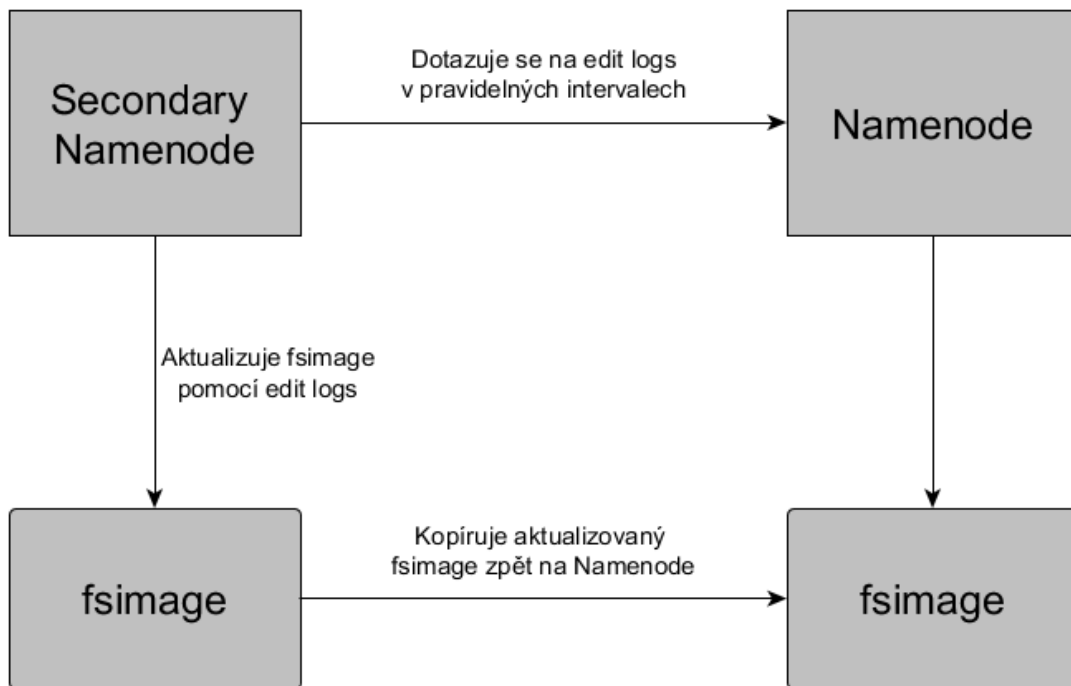 Secondary
Namenode
Dotazuje se na edit logs
v pravidelných intervalech
Namenode
Aktualizuje fsimage
pomocí edit logs
fsimage
Kopíruje aktualizovaný
fsimage zpět na Namenode
fsimage